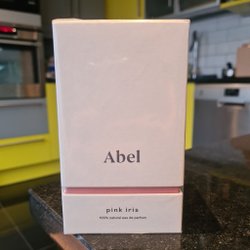 Abel
pink iris
100% natural eau de parfum